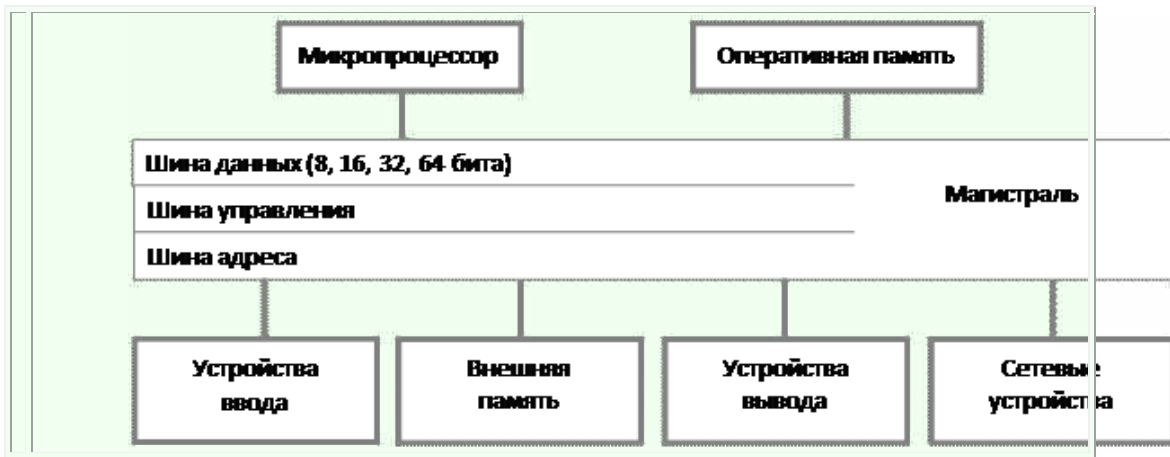 Микропроцессор
Оперативная память
Шина данных (8, 16, 32, 64 бита)
Магистраль
Шина управления
Шина адреса
Устройства
ввода
Внешняя
память
Устройства
вывода
Сетевые
устройства